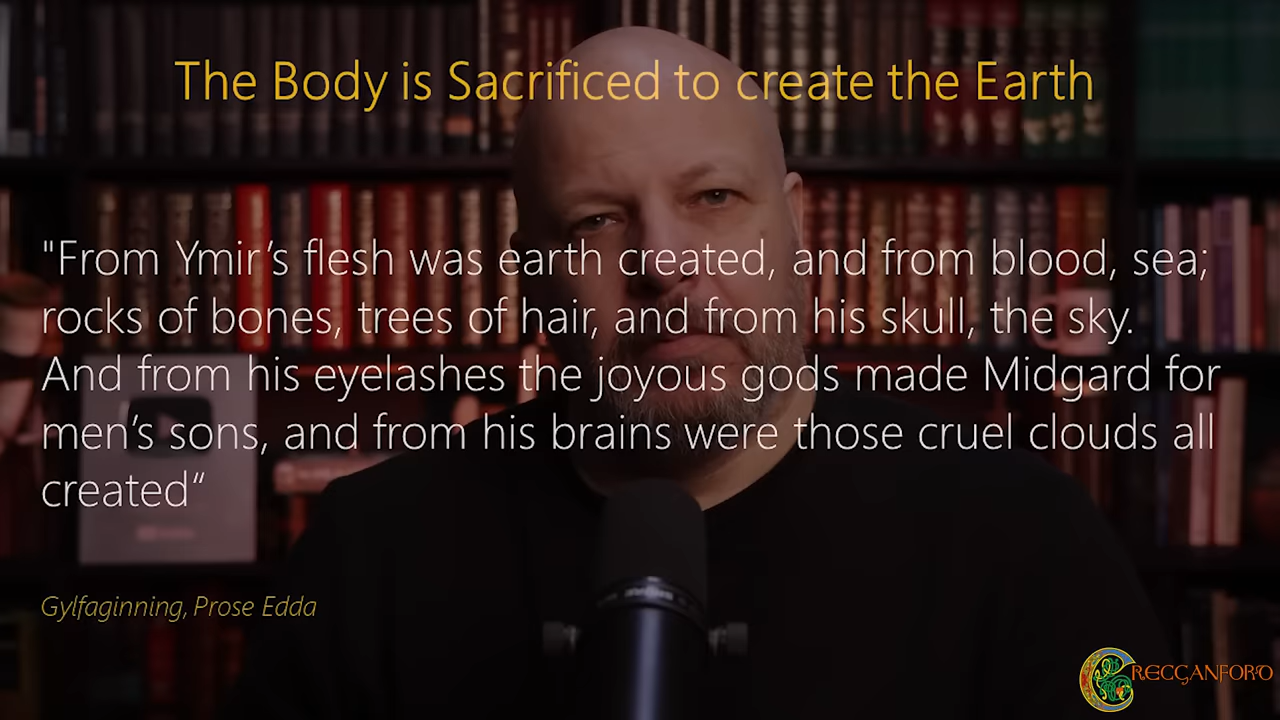 The Body is Sacrificed to create the Earth
"From Ymir’s flesh was earth created, and from blood, sea;
rocks of bones, trees of hair, and from his skull, the sky.
And from his eyelashes the joyous gods made Midgard for
men’s sons, and from his brains were those cruel clouds all
created“
Gylfaginning, Prose Edda
CRECGANFORD